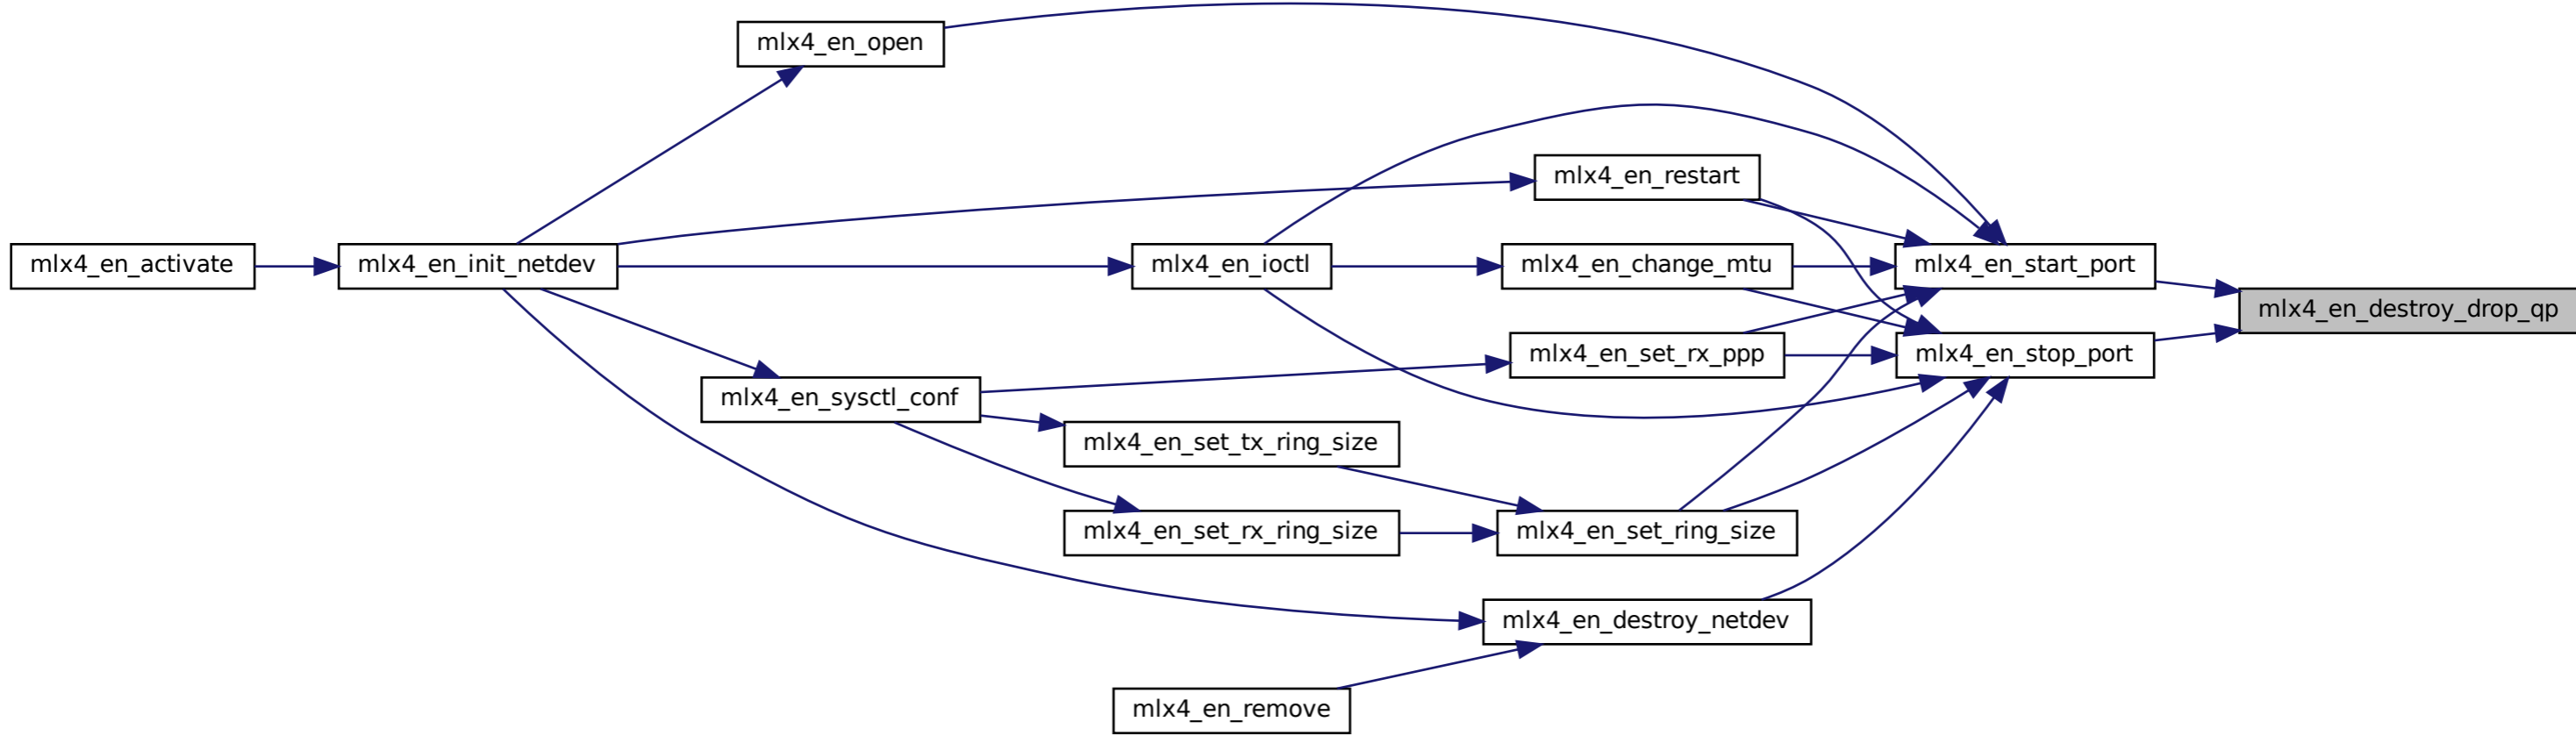 mlx4_en_open
mlx4_en_restart
mlx4_en_activate
mlx4_en_init_netdev
mlx4_en_ioctl
mlx4_en_change_mtu
mlx4_en_start_port
mlx4_en_destroy_drop_qp
mlx4_en_set_rx_ppp
mlx4_en_stop_port
mlx4_en_sysctl_conf
mlx4_en_set_tx_ring_size
mlx4_en_set_rx_ring_size
mlx4_en_set_ring_size
mlx4_en_destroy_netdev
mlx4_en_remove